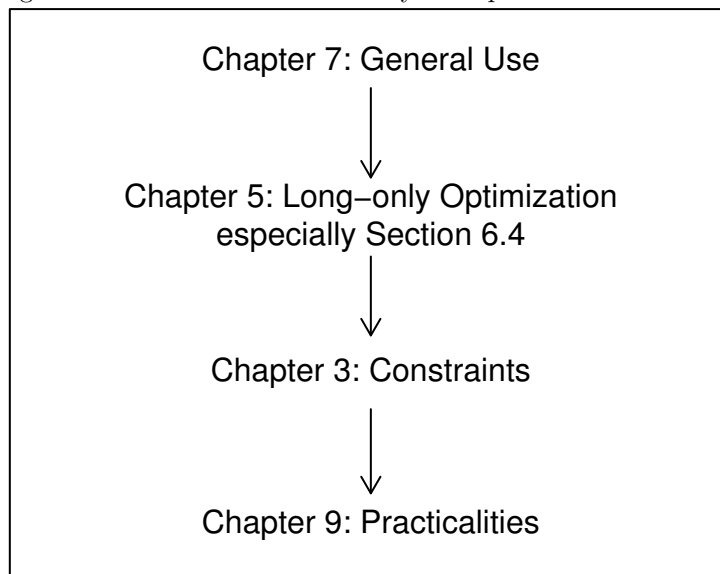 Chapter 7: General Use
Chapter 5: Long−only Optimization
especially Section 6.4
Chapter 3: Constraints
Chapter 9: Practicalities